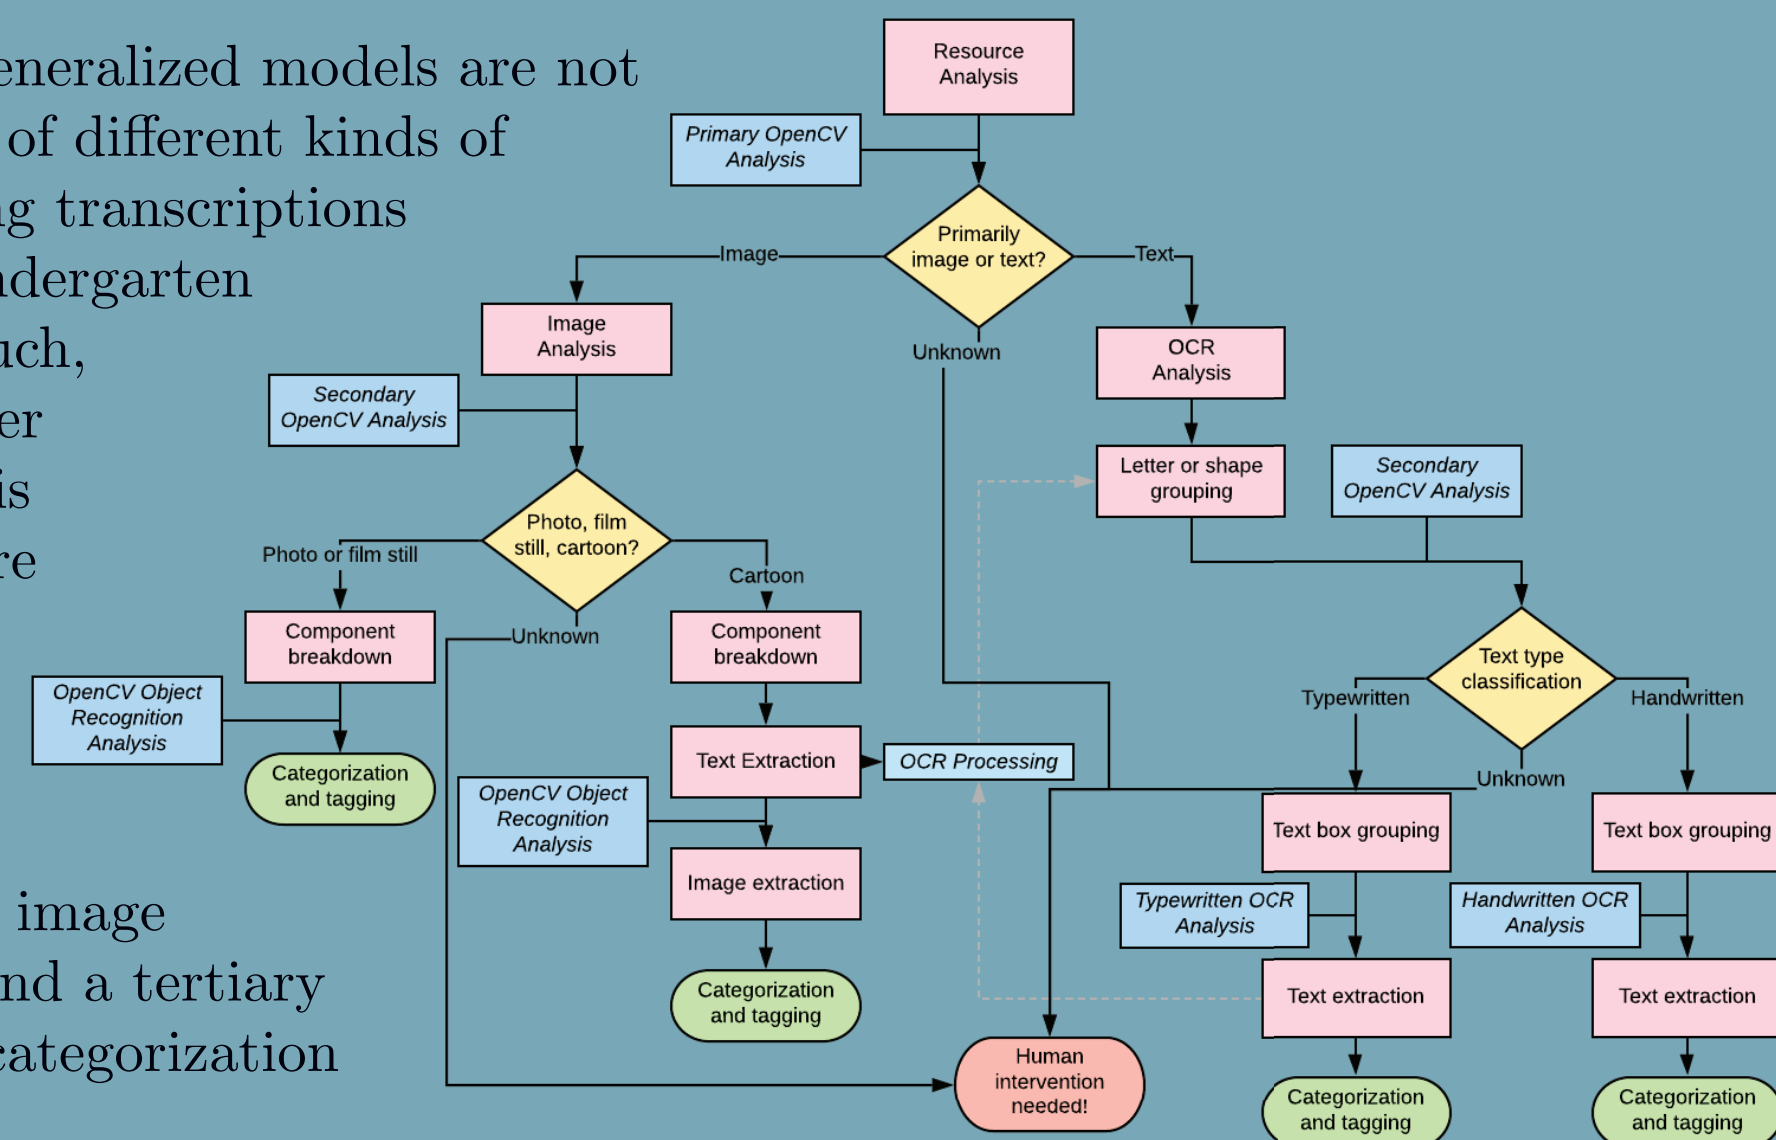 eneralized models are not
of different kinds of
ng transcriptions
ndergarten
uch,
er
is
re
image
nd a tertiary
categorization
Resource
Analysis
Primary OpenCV
Analysis
Primarily
image or text?
Image
Text
Unknown
Image
Analysis
OCR
Analysis
Secondary
OpenCV Analysis
Letter or shape
grouping
Secondary
OpenCV Analysis
Photo, film
still, cartoon?
Photo or film still
Cartoon
Unknown
Component
breakdown
Component
breakdown
Text type
classification
Typewritten
Handwritten
Unknown
OpenCV Object
Recognition
Analysis
Categorization
and tagging
Text Extraction
OCR Processing
OpenCV Object
Recognition
Analysis
Image extraction
Categorization
and tagging
Text box grouping
Text box grouping
Typewritten OCR
Analysis
Handwritten OCR
Analysis
Text extraction
Text extraction
Human
intervention
needed!
Categorization
and tagging
Categorization
and tagging